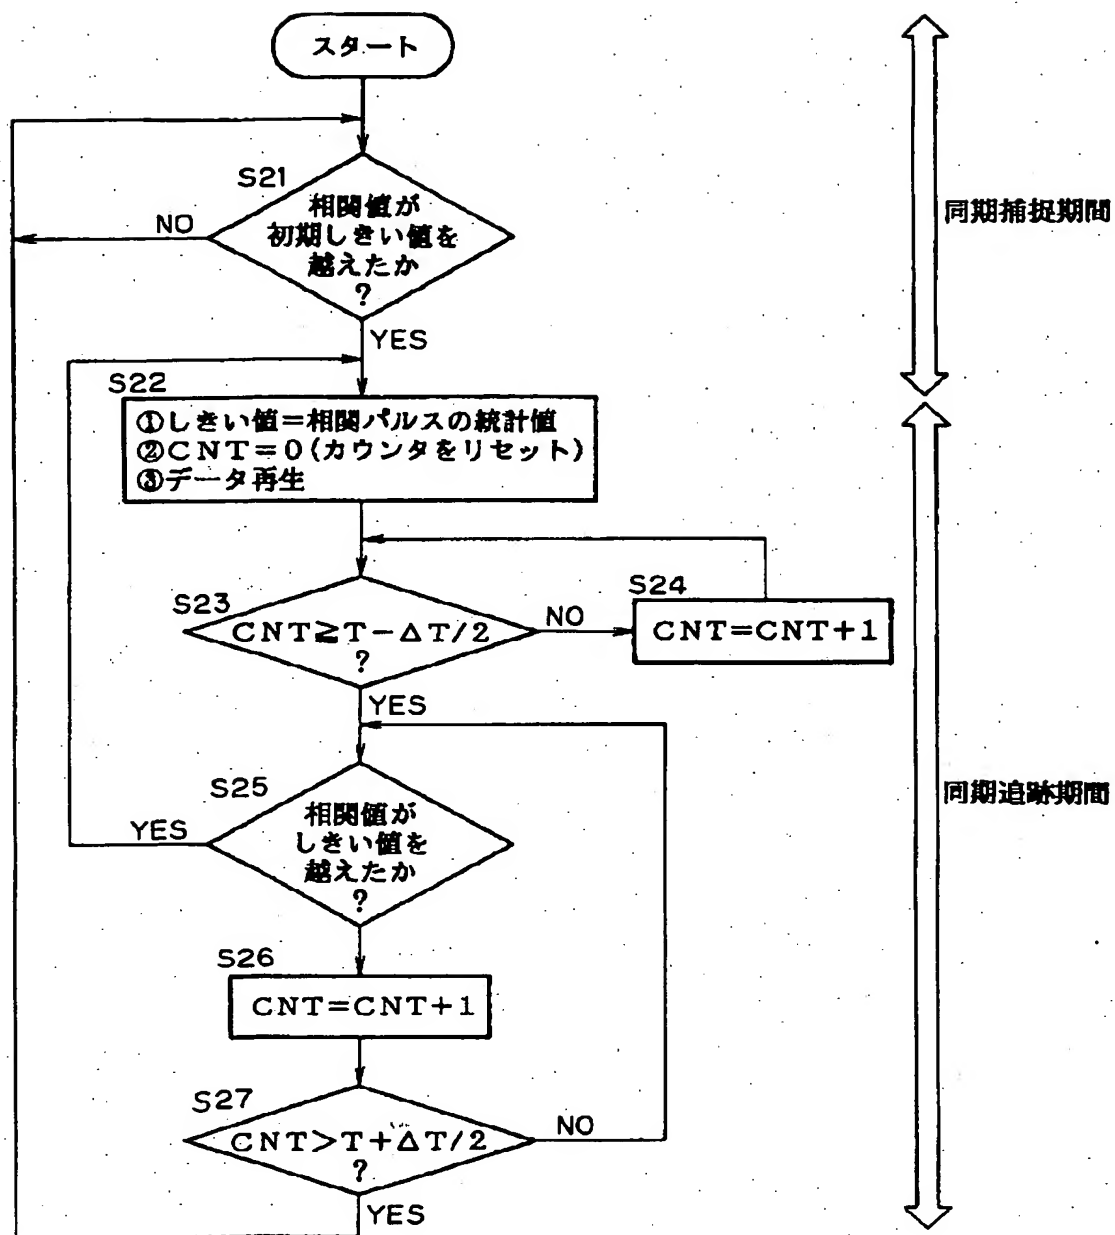 スタート
S21
相関値が
初期しきい値を
越えたか
?
NO
YES
同期捕捉期間
S22
①しきい値=相関パルスの統計値
②CNT=0(カウンタをリセット)
③データ再生
S23
CNT≧T-ΔT/2
?
NO
S24
CNT=CNT+1
YES
S25
相関値が
しきい値を
越えたか
?
YES
同期追跡期間
S26
CNT=CNT+1
S27
CNT>T+ΔT/2
?
NO
YES